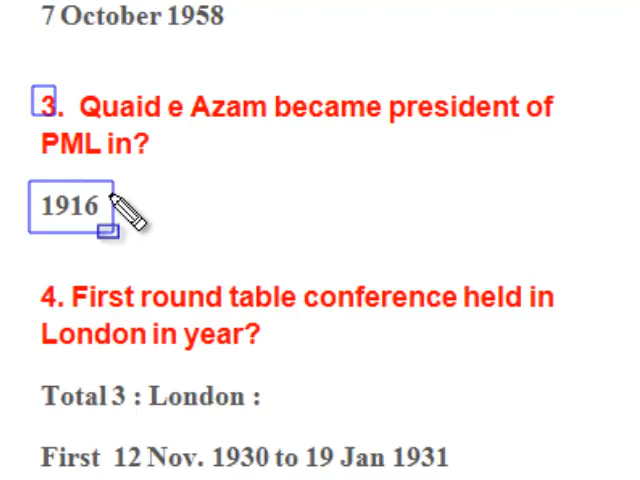 7 October 1958
3. Quaid e Azam became president of
PML in?
1916
4. First round table conference held in
London in year?
Total 3 : London :
First 12 Nov. 1930 to 19 Jan 1931